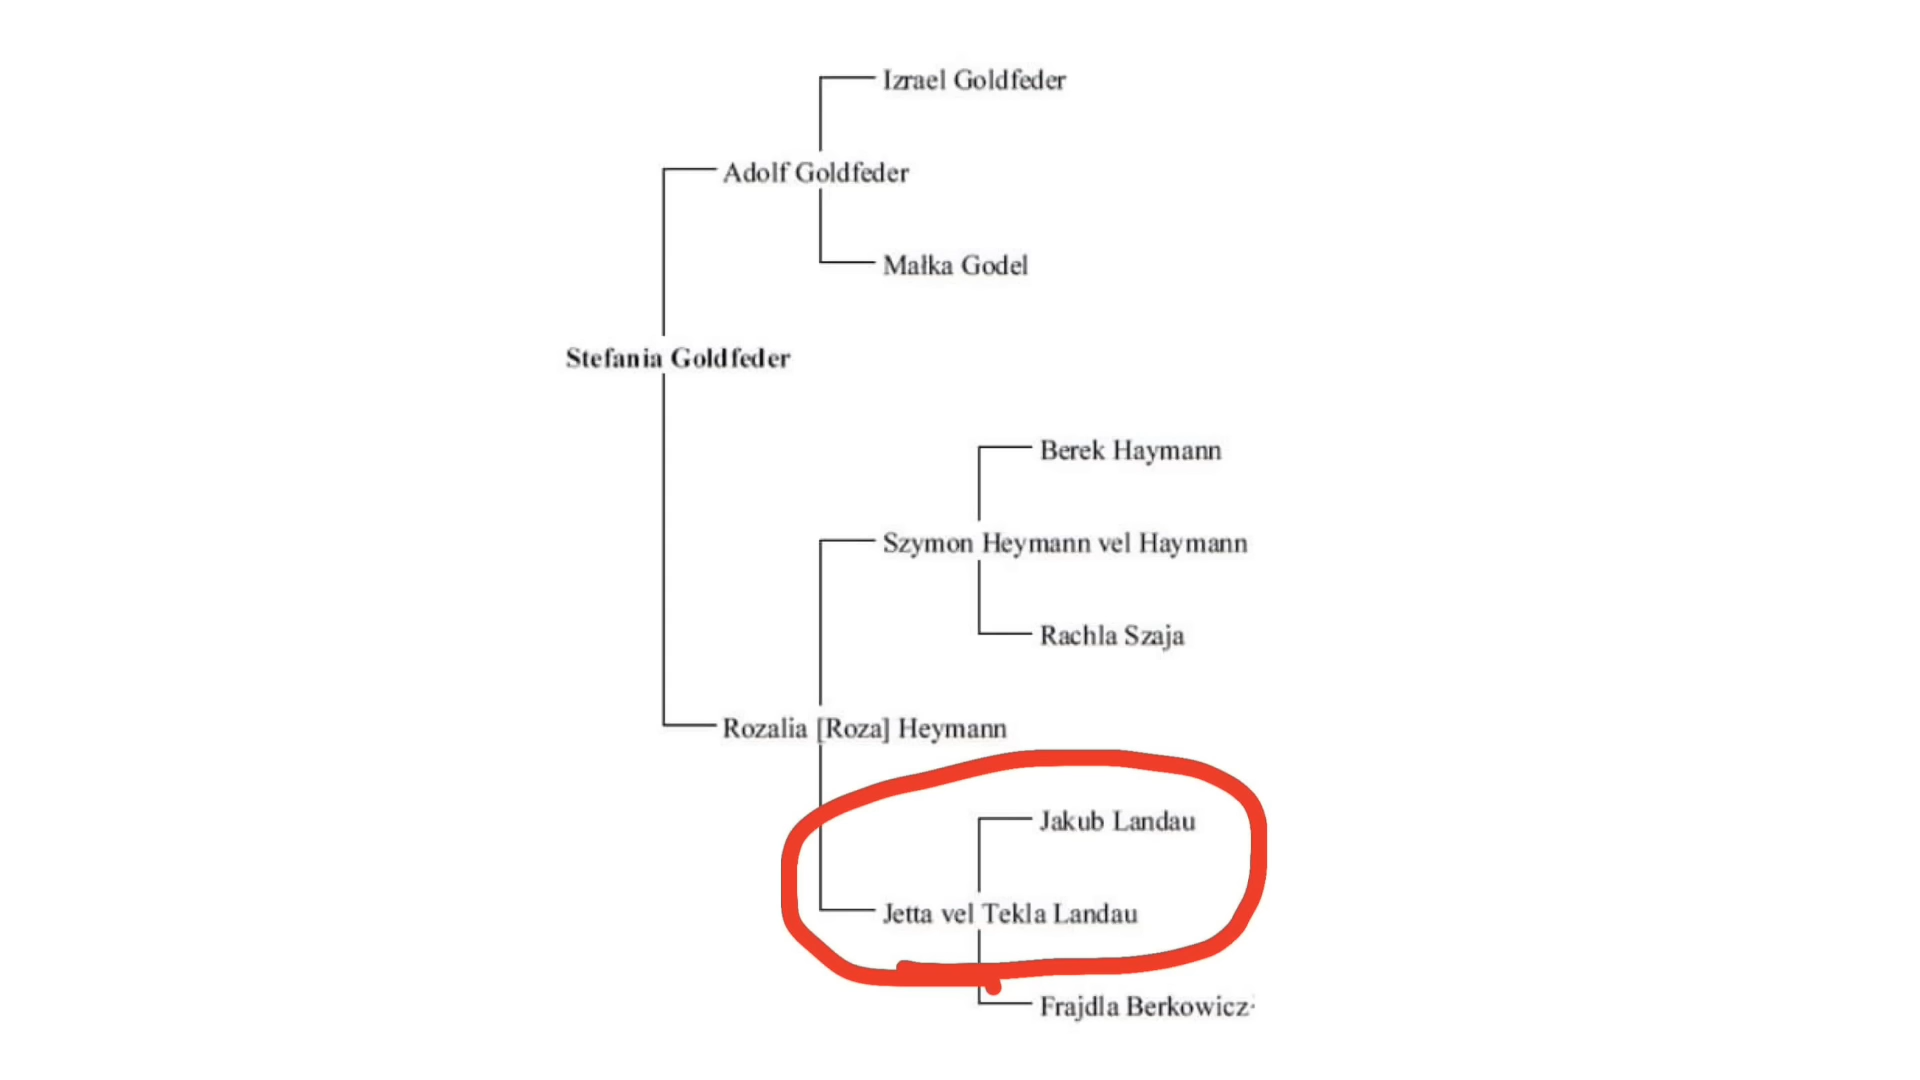 Izrael Goldfeder
Adolf Goldfeder
Małka Godel
Stefania Goldfeder
Berek Haymann
Szymon Heymann vel Haymann
Rachla Szaja
Rozalia [Roza] Heymann
Jakub Landau
Jetta vel Tekla Landau
Frajdla Berkowicz